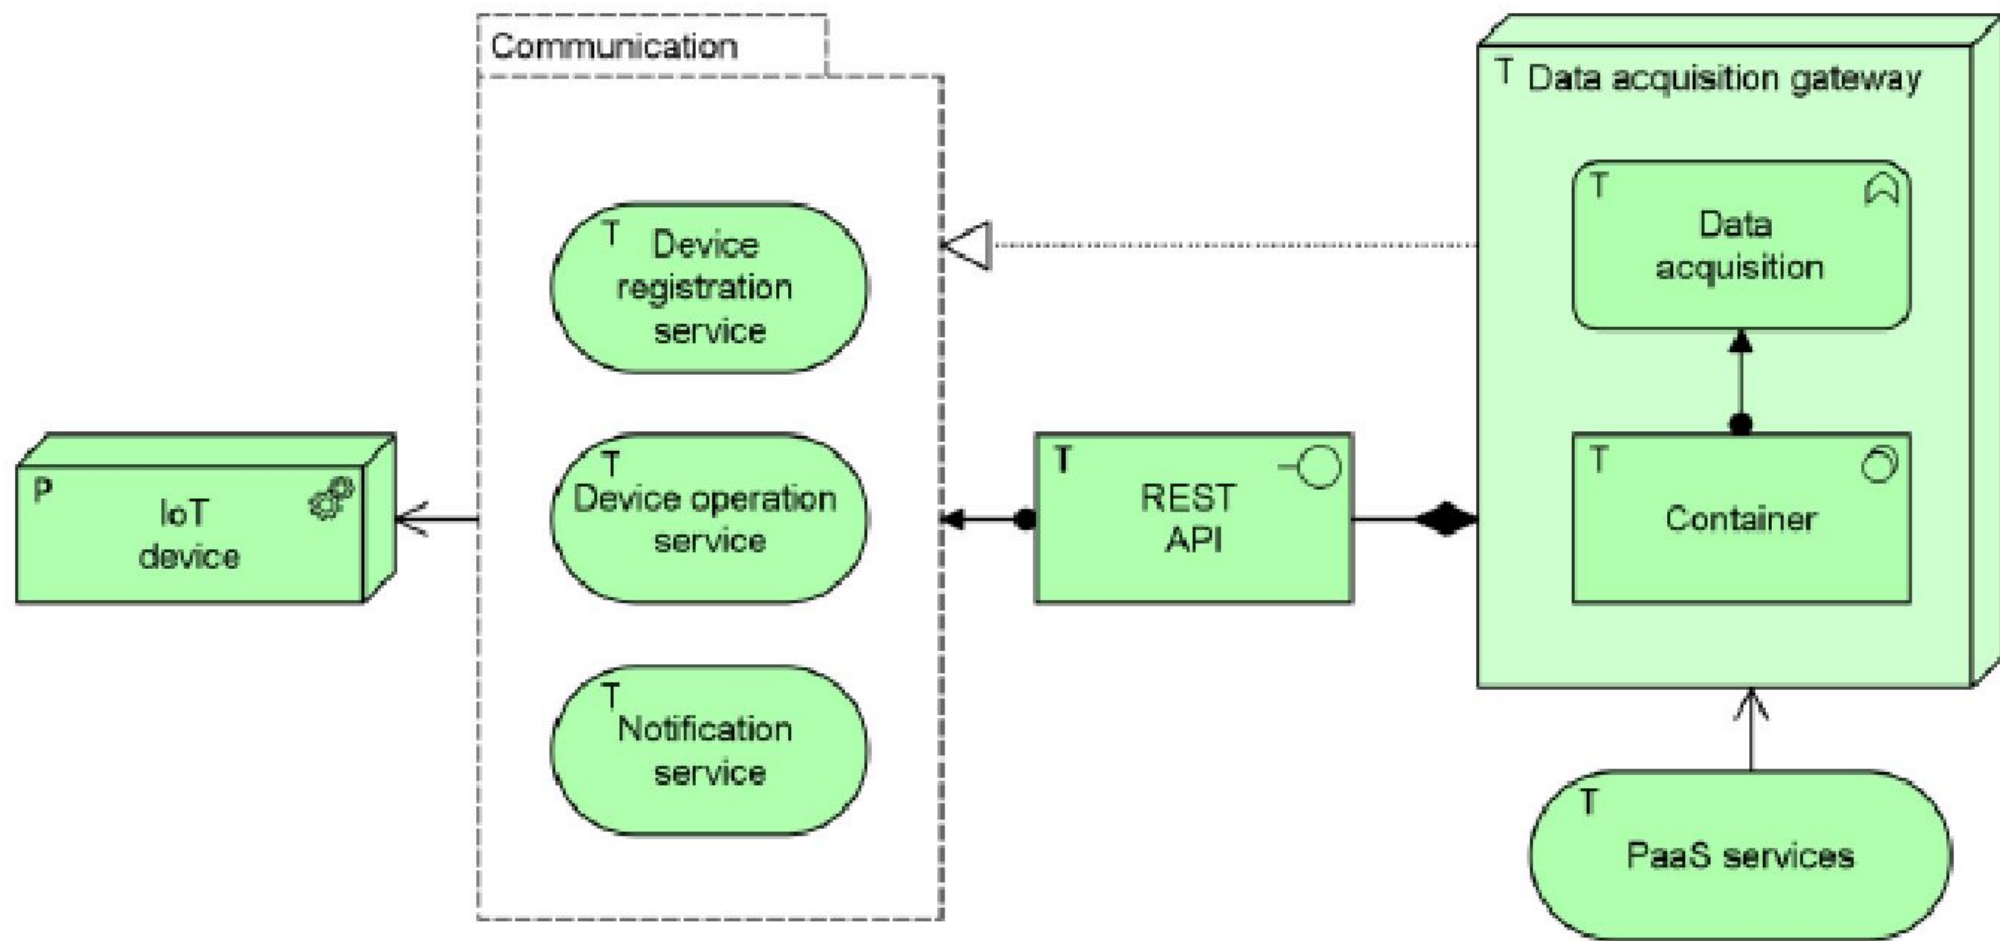 Communication
T
Device
registration
service
T
Device operation
service
T
Notification
service
P
IoT
device
T
REST
API
T Data acquisition gateway
T
Data
acquisition
T
Container
T
PaaS services